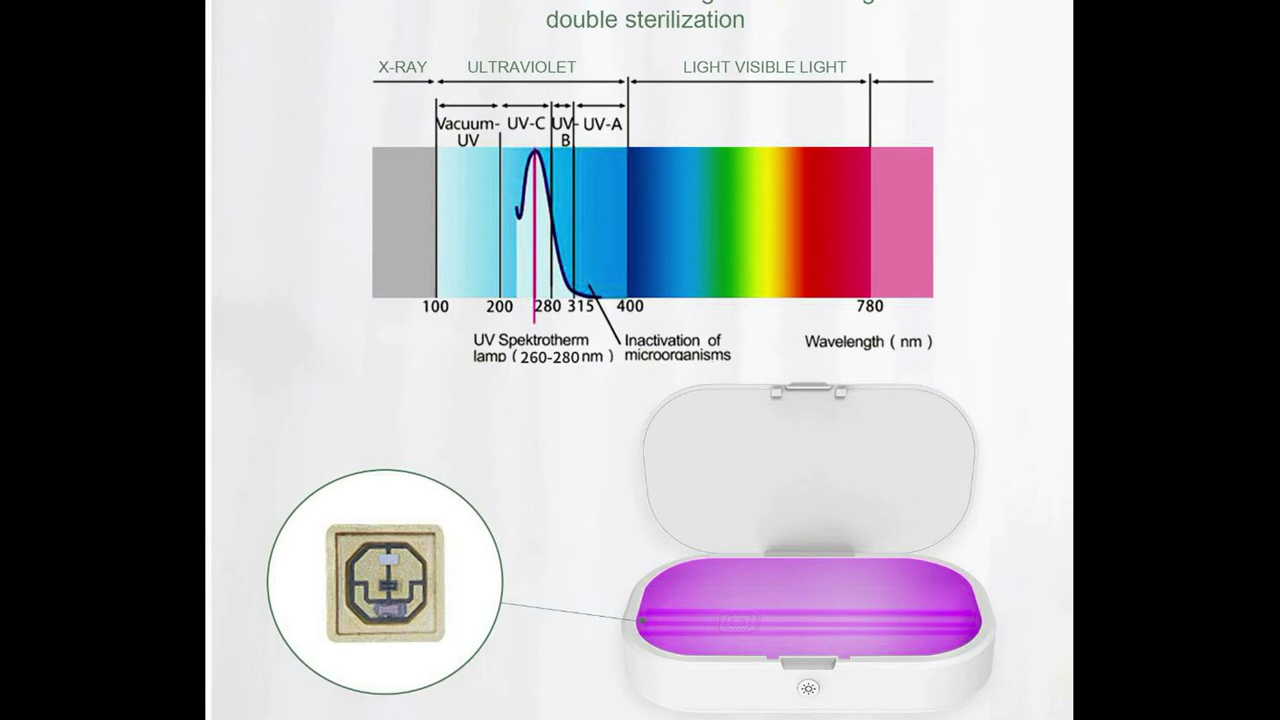 double sterilization
X-RAY ULTRAVIOLET LIGHT VISIBLE LIGHT
Vacuum-UV UV-C UV-B UV-A
100 200 280 315 400 780
UV Spektrotherm
lamp ( 260-280 nm )
Inactivation of
microorganisms
Wavelength ( nm )